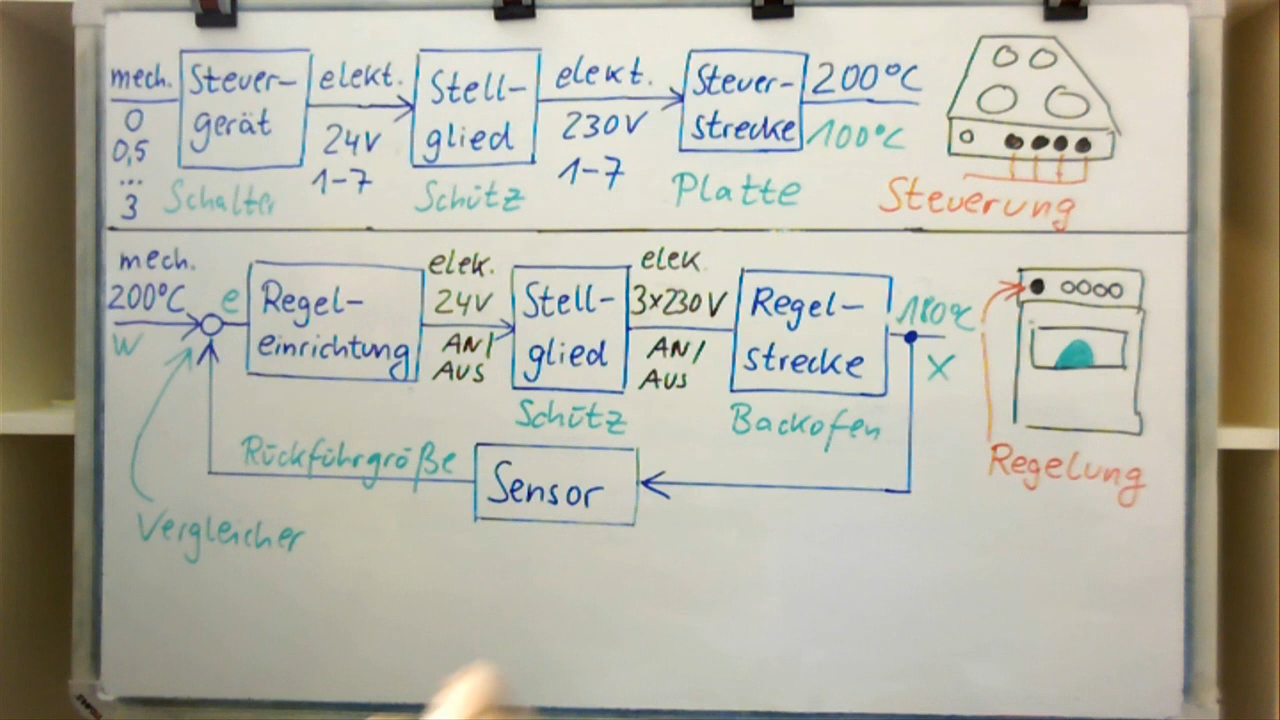 mech.
0
0,5
...
3
Steuer-
gerät
Schalter
elekt.
24V
1-7
Stell-
glied
Schütz
elekt.
230V
1-7
Steuer-
strecke
Platte
200°C
100°C
Steuerung
mech.
200°C
w
e
Regel-
einrichtung
elek.
24V
AN/
AUS
Stell-
glied
Schütz
elek
3x230V
AN/
AUS
Regel-
strecke
Backofen
180°C
x
Regelung
Rückführgröße
Sensor
Vergleicher